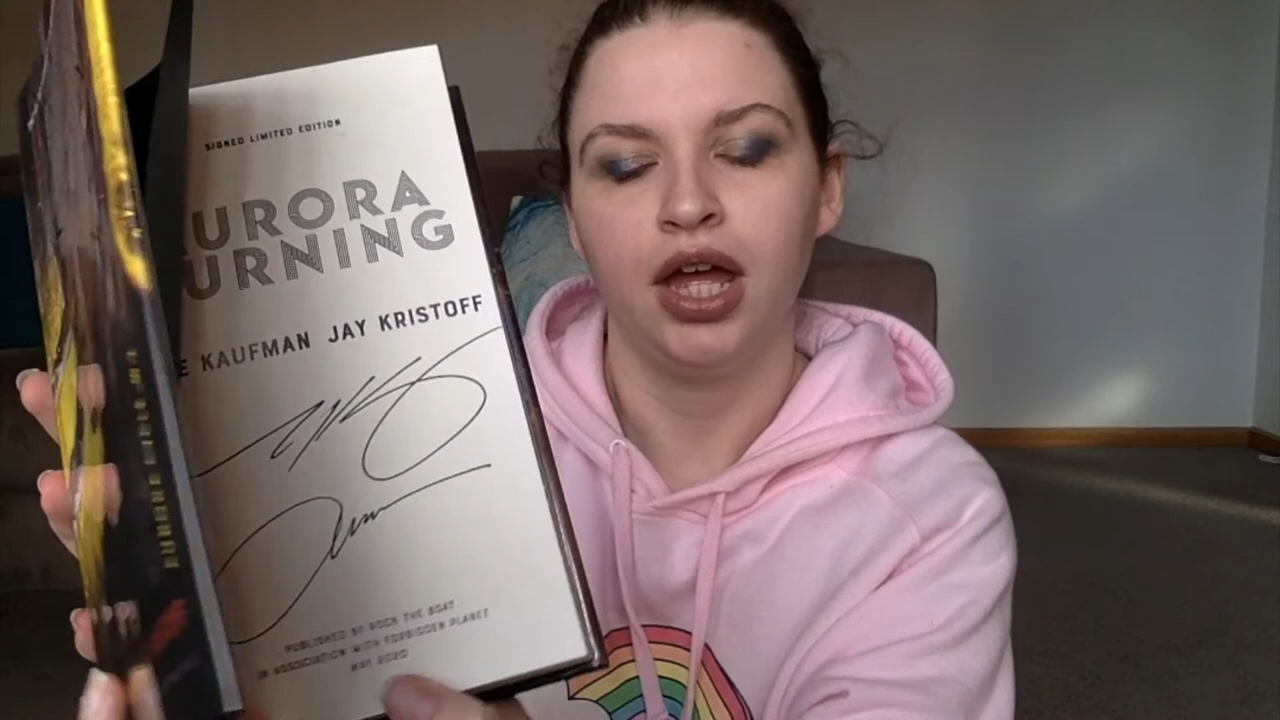 SIGNED LIMITED EDITION
URORA
URNING
E KAUFMAN JAY KRISTOFF
PUBLISHED BY ROCK THE BOAT
IN ASSOCIATION WITH FORBIDDEN PLANET
MAY 2020